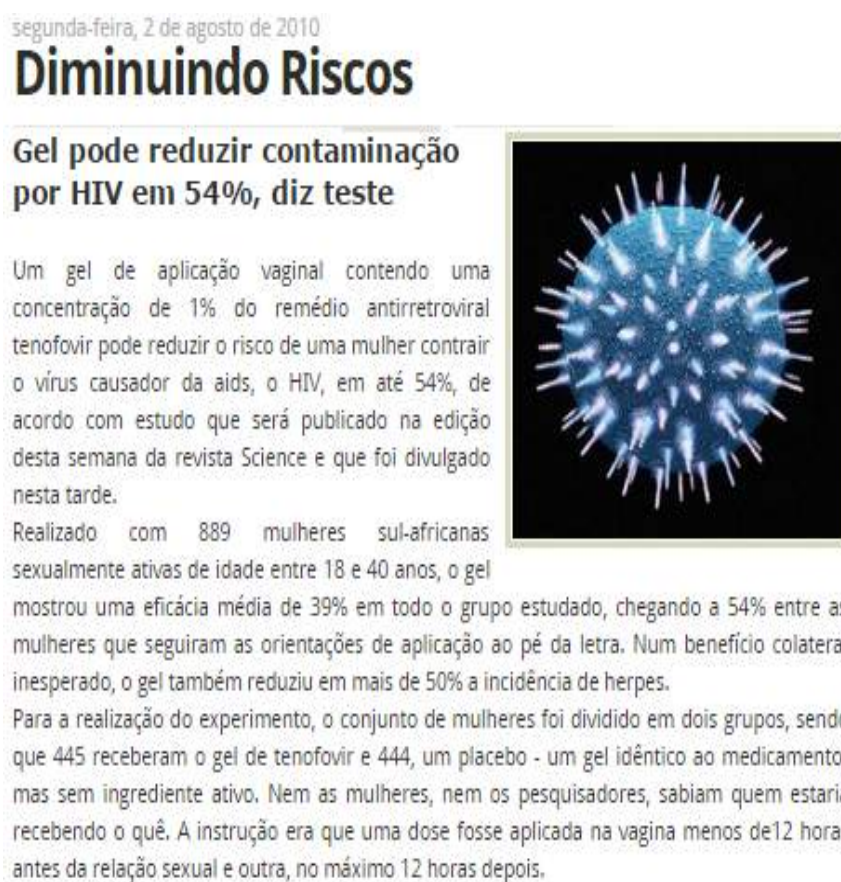 segunda-feira, 2 de agosto de 2010
Diminuindo Riscos
Gel pode reduzir contaminação
por HIV em 54%, diz teste
Um gel de aplicação vaginal contendo uma
concentração de 1% do remédio antirretroviral
tenofovir pode reduzir o risco de uma mulher contrair
o vírus causador da aids, o HIV, em até 54%, de
acordo com estudo que será publicado na edição
desta semana da revista Science e que foi divulgado
nesta tarde.
Realizado com 889 mulheres sul-africanas
sexualmente ativas de idade entre 18 e 40 anos, o gel
mostrou uma eficácia média de 39% em todo o grupo estudado, chegando a 54% entre as
mulheres que seguiram as orientações de aplicação ao pé da letra. Num benefício colatera
inesperado, o gel também reduziu em mais de 50% a incidência de herpes.
Para a realização do experimento, o conjunto de mulheres foi dividido em dois grupos, send
que 445 receberam o gel de tenofovir e 444, um placebo - um gel idêntico ao medicamento
mas sem ingrediente ativo. Nem as mulheres, nem os pesquisadores, sabiam quem estari
recebendo o quê. A instrução era que uma dose fosse aplicada na vagina menos de12 hora
antes da relação sexual e outra, no máximo 12 horas depois.